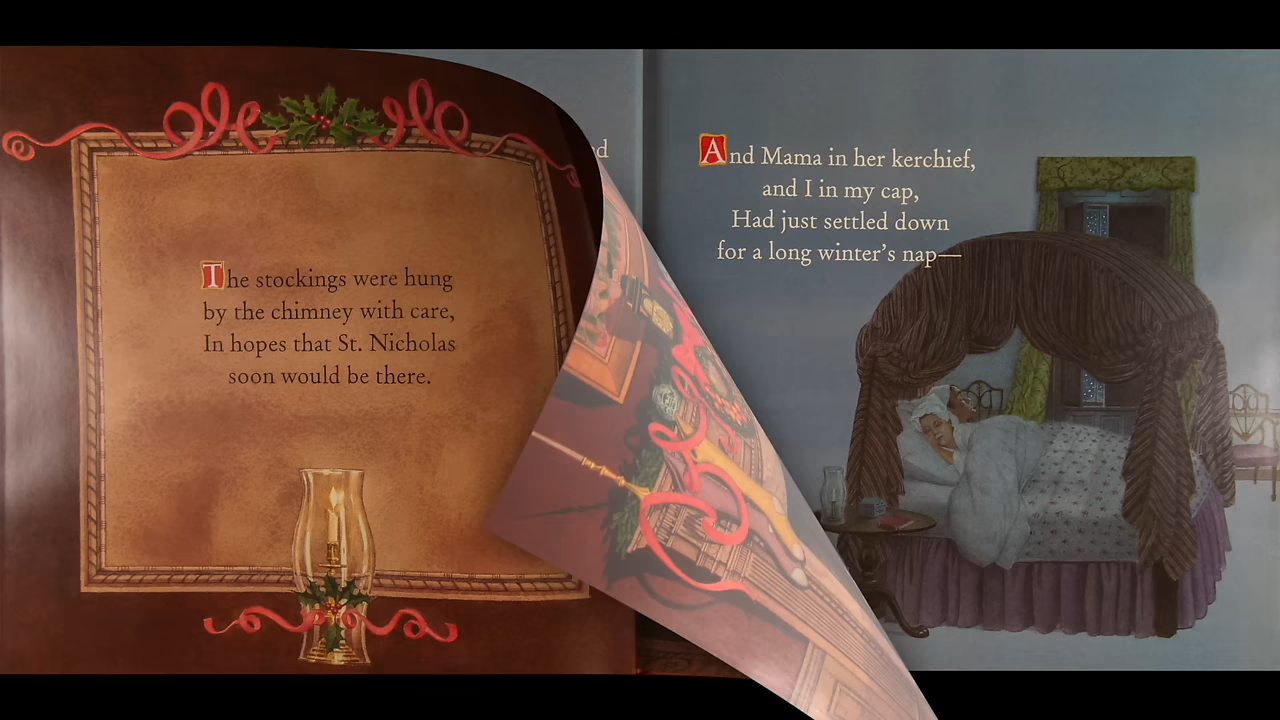 The stockings were hung
by the chimney with care,
In hopes that St. Nicholas
soon would be there.
And Mama in her kerchief,
and I in my cap,
Had just settled down
for a long winter's nap—